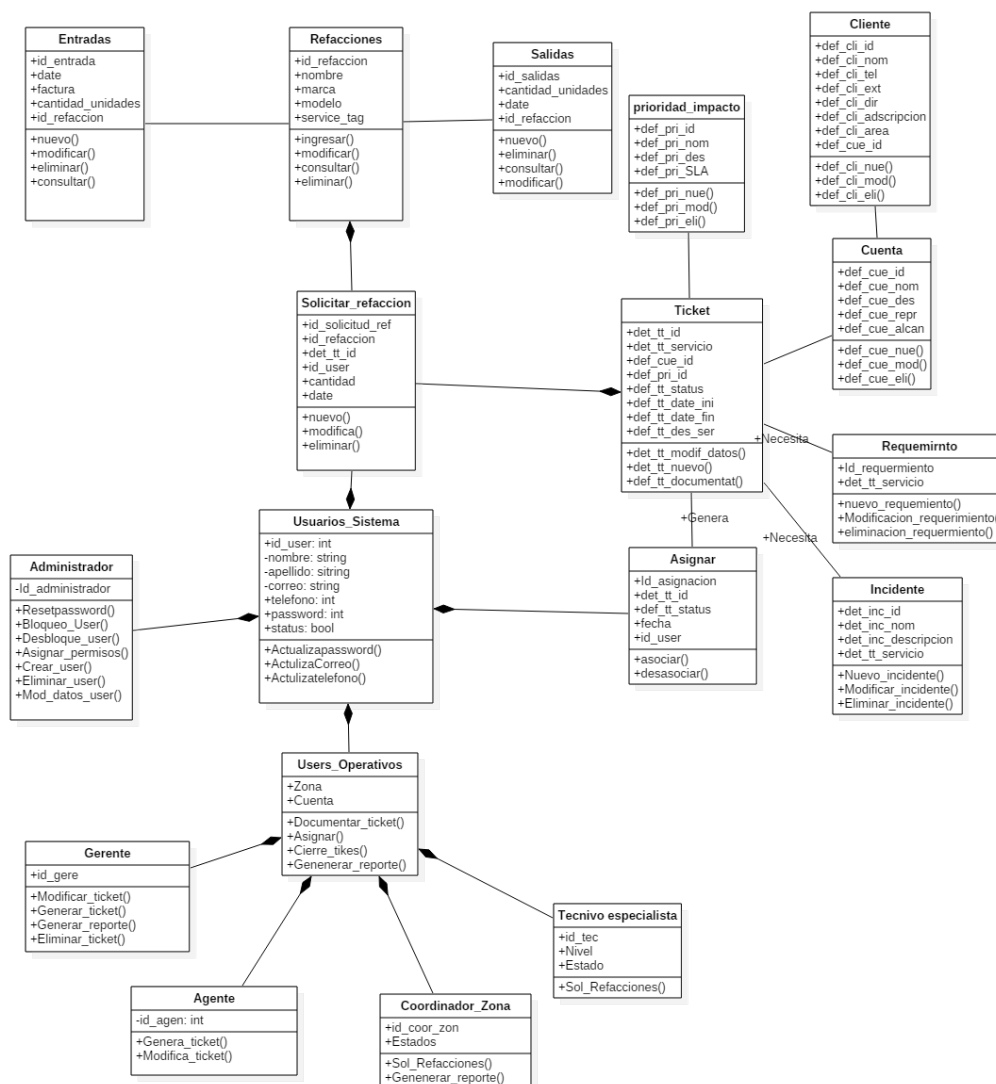 Entradas
+id_entrada
+date
+factura
+cantidad_unidades
+id_refaccion
+nuevo()
+modificar()
+eliminar()
+consultar()
Refacciones
+id_refaccion
+nombre
+marca
+modelo
+service_tag
+ingresar()
+modificar()
+consultar()
+eliminar()
Salidas
+id_salidas
+cantidad_unidades
+date
+id_refaccion
+nuevo()
+eliminar()
+consultar()
+modificar()
prioridad_impacto
+def_pri_id
+def_pri_nom
+def_pri_des
+def_pri_SLA
+def_pri_nue()
+def_pri_mod()
+def_pri_eli()
Cliente
+def_cli_id
+def_cli_nom
+def_cli_tel
+def_cli_ext
+def_cli_dir
+def_cli_adscripcion
+def_cli_area
+def_cue_id
+def_cli_nue()
+def_cli_mod()
+def_cli_eli()
Cuenta
+def_cue_id
+def_cue_nom
+def_cue_des
+def_cue_repr
+def_cue_alcan
+def_cue_nue()
+def_cue_mod()
+def_cue_eli()
Solicitar_refaccion
+id_solicitud_ref
+id_refaccion
+det_tt_id
+id_user
+cantidad
+date
+nuevo()
+modifica()
+eliminar()
Ticket
+det_tt_id
+det_tt_servicio
+def_cue_id
+def_pri_id
+def_tt_status
+def_tt_date_ini
+def_tt_date_fin
+def_tt_des_ser
+det_tt_modif_datos()
+det_tt_nuevo()
+def_tt_documentat()
+Necesita
Requemirnto
+Id_requermiento
+det_tt_servicio
+nuevo_requemiento()
+Modificacion_requerimiento()
+eliminacion_requermiento()
+Genera
+Necesita
Usuarios_Sistema
+id_user: int
-nombre: string
-apellido: sitring
-correo: string
+telefono: int
+password: int
+status: bool
+Actualizapassword()
+ActulizaCorreo()
+Actulizatelefono()
Administrador
-Id_administrador
+Resetpassword()
+Bloqueo_User()
+Desbloque_user()
+Asignar_permisos()
+Crear_user()
+Eliminar_user()
+Mod_datos_user()
Asignar
+Id_asignacion
+det_tt_id
+def_tt_status
+fecha
+id_user
+asociar()
+desasociar()
Incidente
+det_inc_id
+det_inc_nom
+det_inc_descripcion
+det_tt_servicio
+Nuevo_incidente()
+Modificar_incidente()
+Eliminar_incidente()
Users_Operativos
+Zona
+Cuenta
+Documentar_ticket()
+Asignar()
+Cierre_tikes()
+Genenerar_reporte()
Gerente
+id_gere
+Modificar_ticket()
+Generar_ticket()
+Generar_reporte()
+Eliminar_ticket()
Tecnivo especialista
+id_tec
+Nivel
+Estado
+Sol_Refacciones()
Agente
-id_agen: int
+Genera_ticket()
+Modifica_ticket()
Coordinador_Zona
+id_coor_zon
+Estados
+Sol_Refacciones()
+Genenerar_reporte()